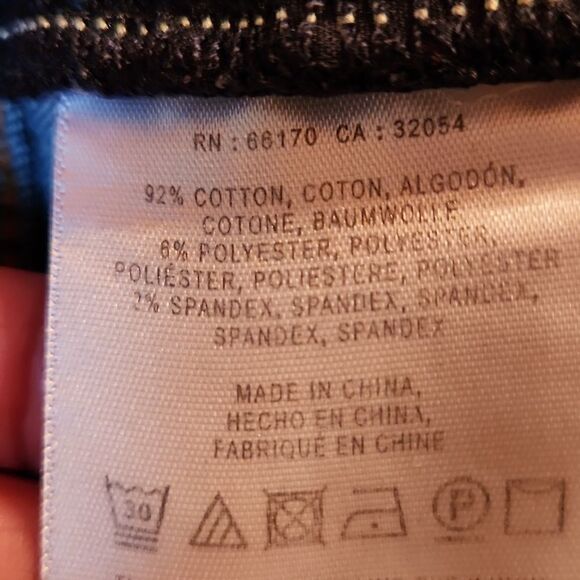 RN : 66170 CA : 32054
92% COTTON, COTON, ALGODÓN,
COTONE, BAUMWOLLE
6% POLYESTER, POLYESTER,
POLIÉSTER, POLIESTERE, POLYESTER
2% SPANDEX, SPANDEX, SPANDEX,
SPANDEX, SPANDEX
MADE IN CHINA,
HECHO EN CHINA,
FABRIQUÉ EN CHINE
30 P